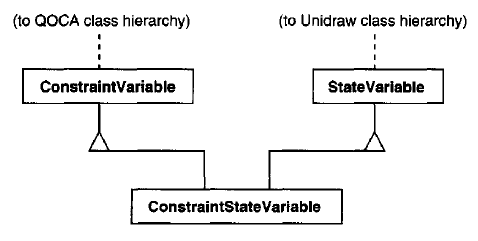 (to QOCA class hierarchy)
(to Unidraw class hierarchy)
ConstraintVariable
StateVariable
ConstraintStateVariable